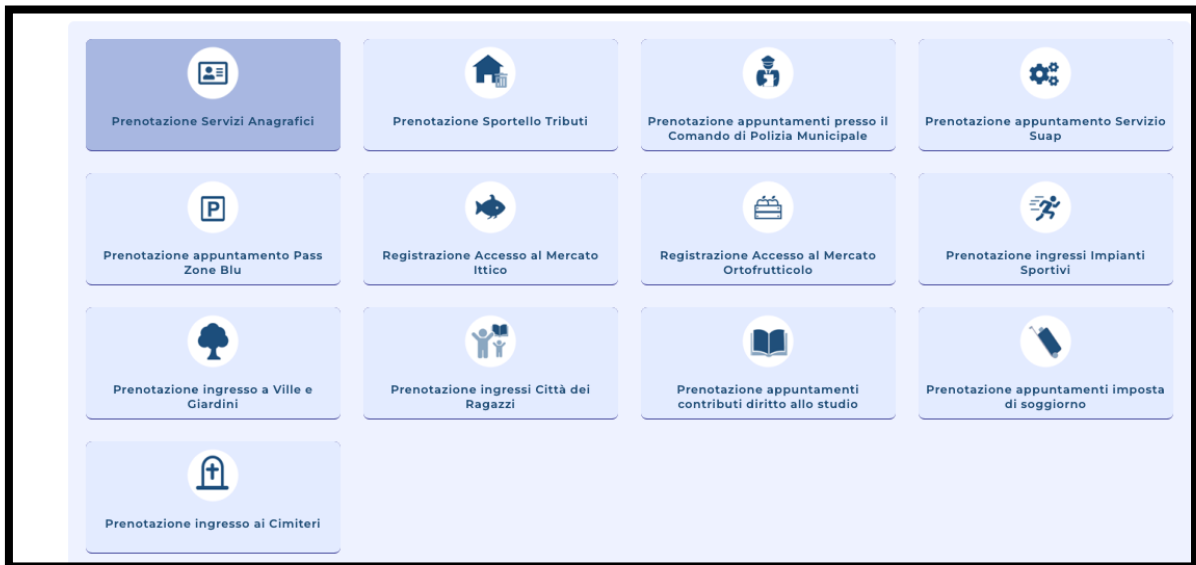 Prenotazione Servizi Anagrafici
Prenotazione Sportello Tributi
Prenotazione appuntamenti presso il
Comando di Polizia Municipale
Prenotazione appuntamento Servizio
Suap
P
Prenotazione appuntamento Pass
Zone Blu
Registrazione Accesso al Mercato
Ittico
Registrazione Accesso al Mercato
Ortofrutticolo
Prenotazione ingressi Impianti
Sportivi
Prenotazione ingresso a Ville e
Giardini
Prenotazione ingressi Città dei
Ragazzi
Prenotazione appuntamenti
contributi diritto allo studio
Prenotazione appuntamenti imposta
di soggiorno
Prenotazione ingresso ai Cimiteri